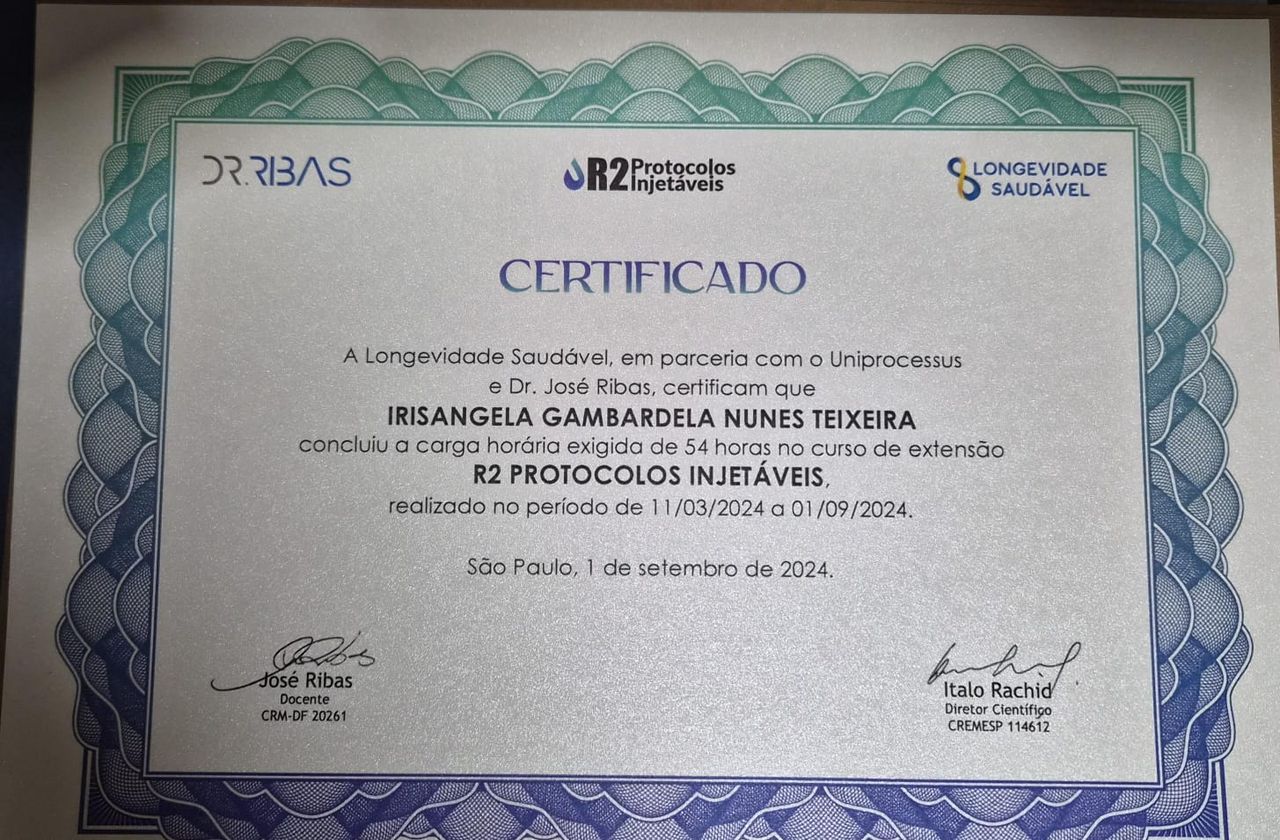 DR.RIBAS
R2 Protocolos
Injetáveis
LONGEVIDADE
SAUDÁVEL
CERTIFICADO
A Longevidade Saudável, em parceria com o Uniprocessus
e Dr. José Ribas, certificam que
IRISANGELA GAMBARDELA NUNES TEIXEIRA
concluiu a carga horária exigida de 54 horas no curso de extensão
R2 PROTOCOLOS INJETÁVEIS,
realizado no período de 11/03/2024 a 01/09/2024.
São Paulo, 1 de setembro de 2024.
José Ribas
Docente
CRM-DF 20261
Italo Rachid
Diretor Científico
CREMESP 114612